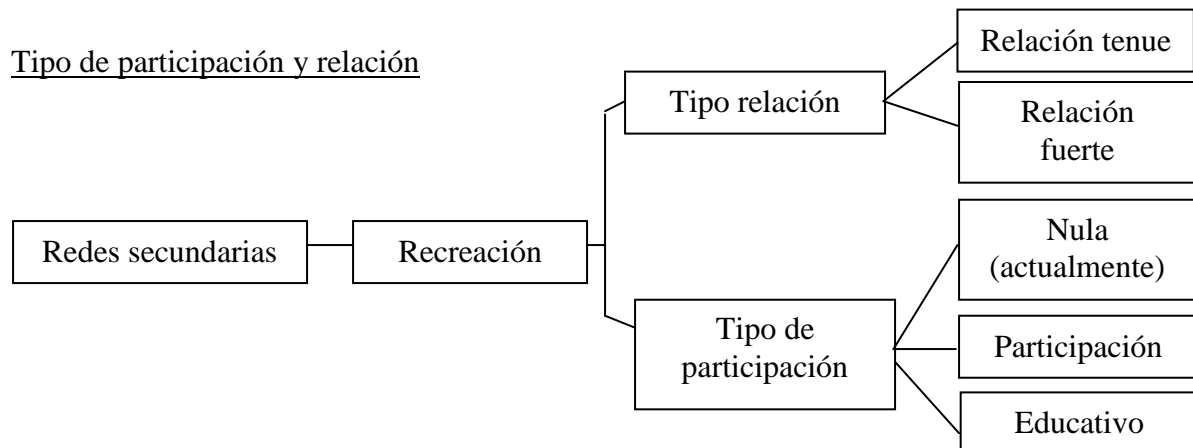 Tipo de participación y relación
Redes secundarias
Recreación
Tipo relación
Relación tenue
Relación
fuerte
Tipo de
participación
Nula
(actualmente)
Participación
Educativo